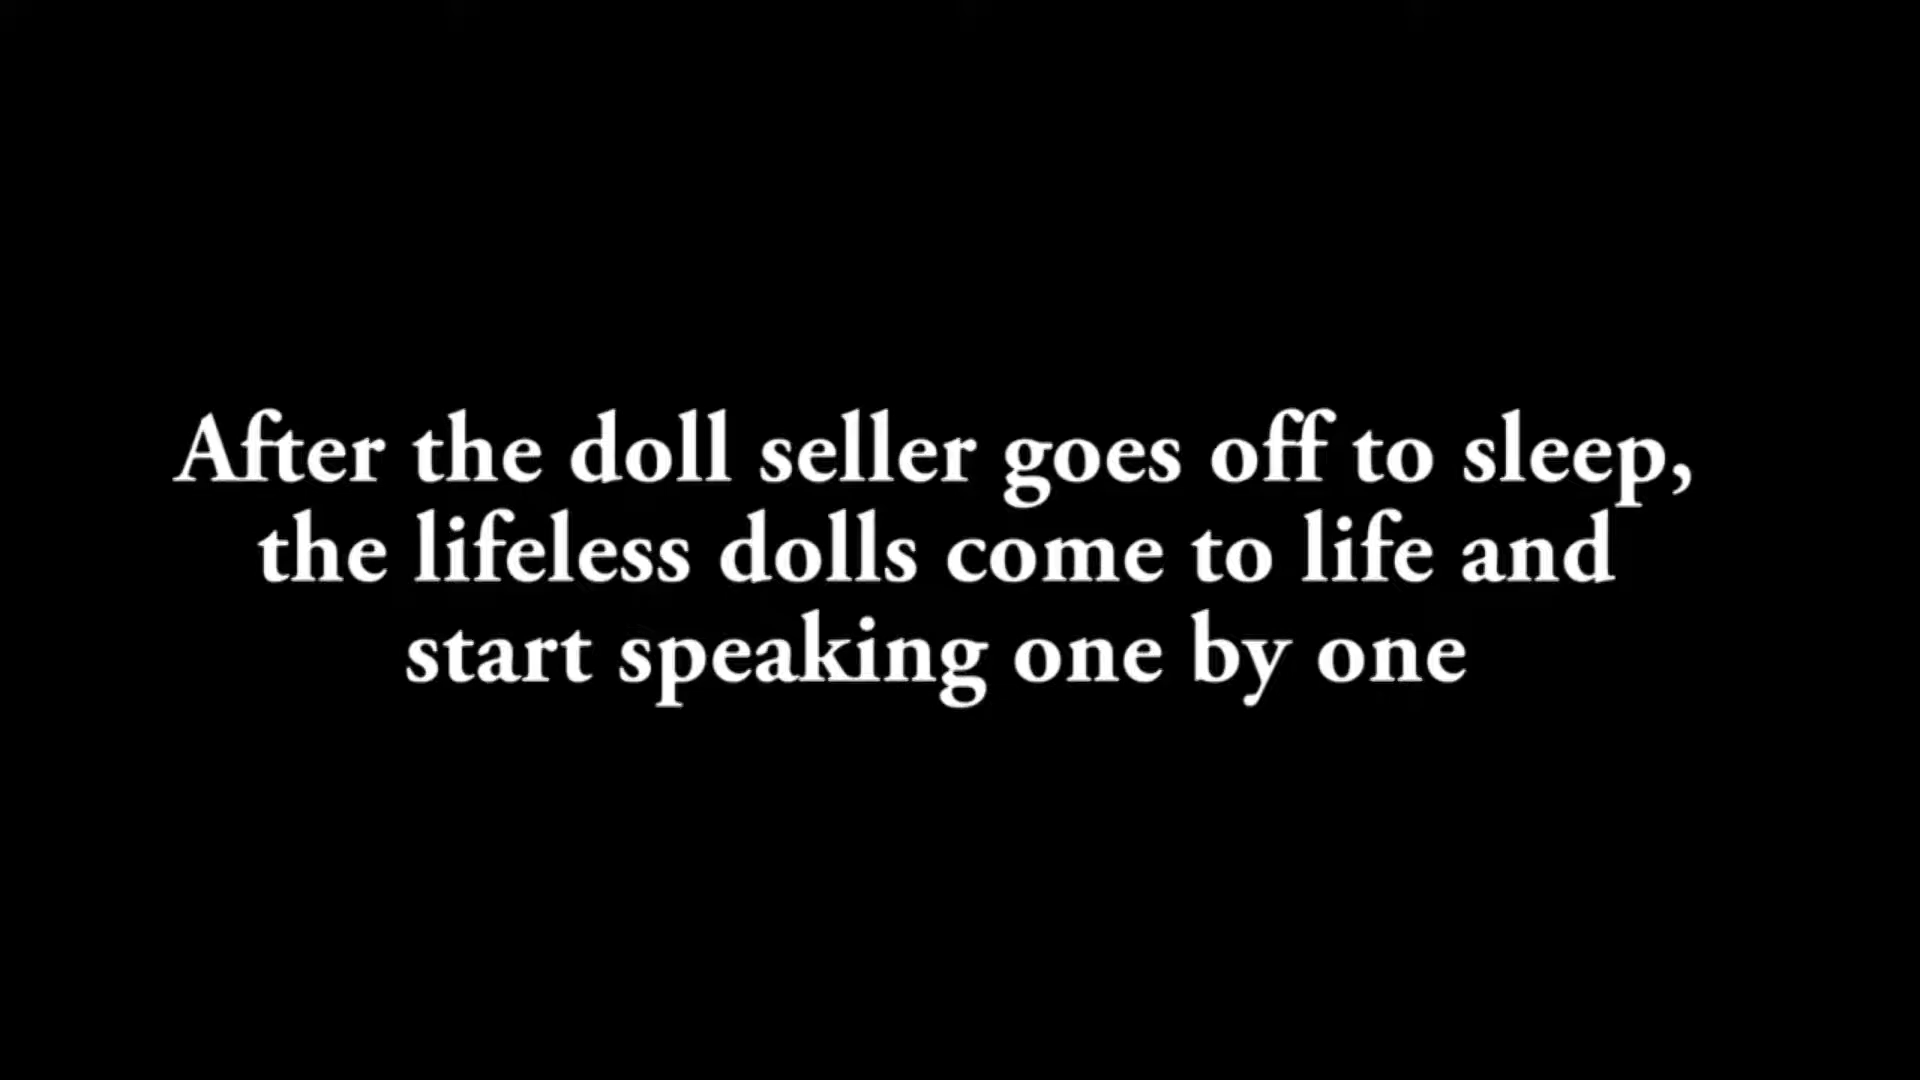 After the doll seller goes off to sleep,
the lifeless dolls come to life and
start speaking one by one